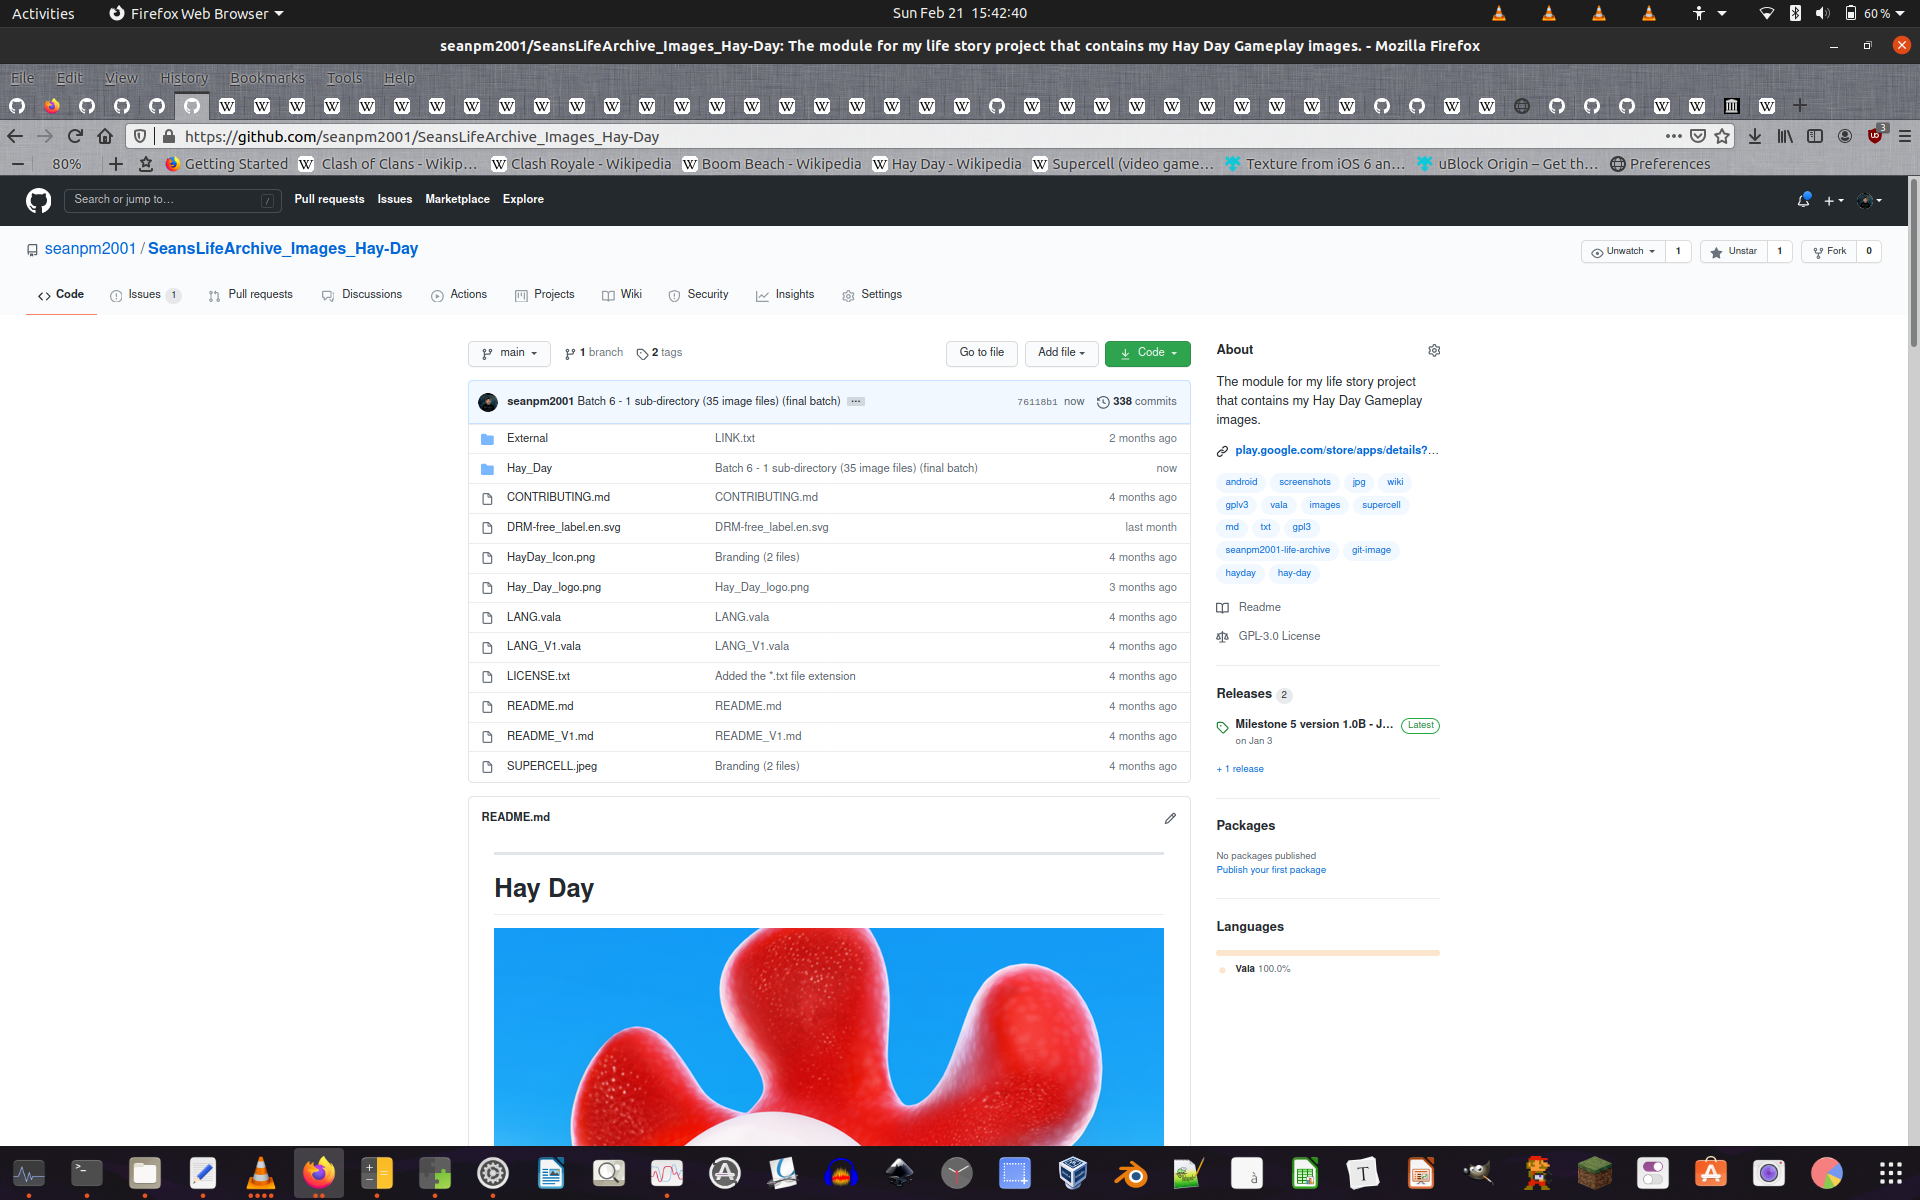 Activities Firefox Web Browser Sun Feb 21 15:42:40 60 %
seanpm2001/SeansLifeArchive_Images_Hay-Day: The module for my life story project that contains my Hay Day Gameplay images. - Mozilla Firefox
File Edit View History Bookmarks Tools Help
https://github.com/seanpm2001/SeansLifeArchive_Images_Hay-Day 3
80% Getting Started Clash of Clans - Wikip… Clash Royale - Wikipedia Boom Beach - Wikipedia Hay Day - Wikipedia Supercell (video game… Texture from iOS 6 an… uBlock Origin – Get th… Preferences
Search or jump to… / Pull requests Issues Marketplace Explore
seanpm2001 / SeansLifeArchive_Images_Hay-Day Unwatch 1 Unstar 1 Fork 0
Code Issues 1 Pull requests Discussions Actions Projects Wiki Security Insights Settings
main 1 branch 2 tags Go to file Add file Code
seanpm2001 Batch 6 - 1 sub-directory (35 image files) (final batch) … 76118b1 now 338 commits
External LINK.txt 2 months ago
Hay_Day Batch 6 - 1 sub-directory (35 image files) (final batch) now
CONTRIBUTING.md CONTRIBUTING.md 4 months ago
DRM-free_label.en.svg DRM-free_label.en.svg last month
HayDay_Icon.png Branding (2 files) 4 months ago
Hay_Day_logo.png Hay_Day_logo.png 3 months ago
LANG.vala LANG.vala 4 months ago
LANG_V1.vala LANG_V1.vala 4 months ago
LICENSE.txt Added the *.txt file extension 4 months ago
README.md README.md 4 months ago
README_V1.md README_V1.md 4 months ago
SUPERCELL.jpeg Branding (2 files) 4 months ago
README.md
Hay Day
About
The module for my life story project
that contains my Hay Day Gameplay
images.
play.google.com/store/apps/details?…
android screenshots jpg wiki
gplv3 vala images supercell
md txt gpl3
seanpm2001-life-archive git-image
hayday hay-day
Readme
GPL-3.0 License
Releases 2
Milestone 5 version 1.0B - J… Latest
on Jan 3
+ 1 release
Packages
No packages published
Publish your first package
Languages
Vala 100.0%